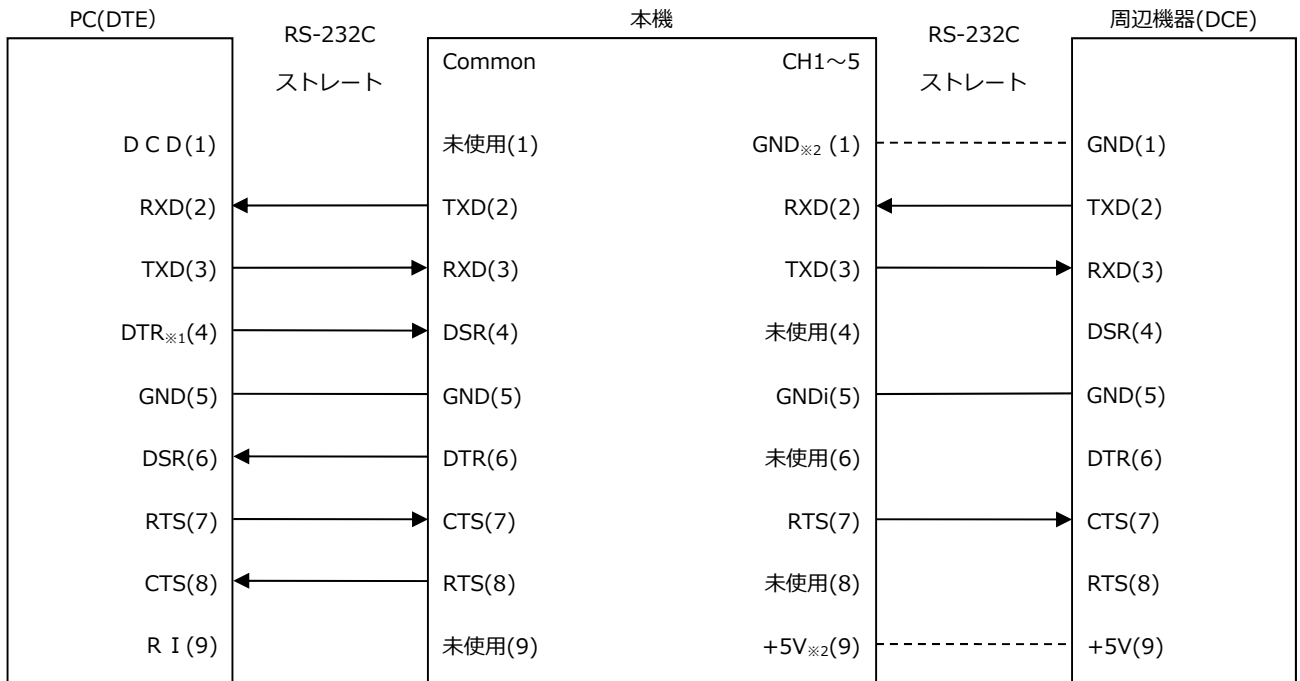 PC(DTE) RS-232C 本機 RS-232C 周辺機器(DCE)
ストレート Common CH1～5 ストレート
ＤＣＤ(1) 未使用(1) GND※2 (1) GND(1)
RXD(2) TXD(2) RXD(2) TXD(2)
TXD(3) RXD(3) TXD(3) RXD(3)
DTR※1(4) DSR(4) 未使用(4) DSR(4)
GND(5) GND(5) GNDi(5) GND(5)
DSR(6) DTR(6) 未使用(6) DTR(6)
RTS(7) CTS(7) RTS(7) CTS(7)
CTS(8) RTS(8) 未使用(8) RTS(8)
ＲＩ(9) 未使用(9) +5V※2(9) +5V(9)